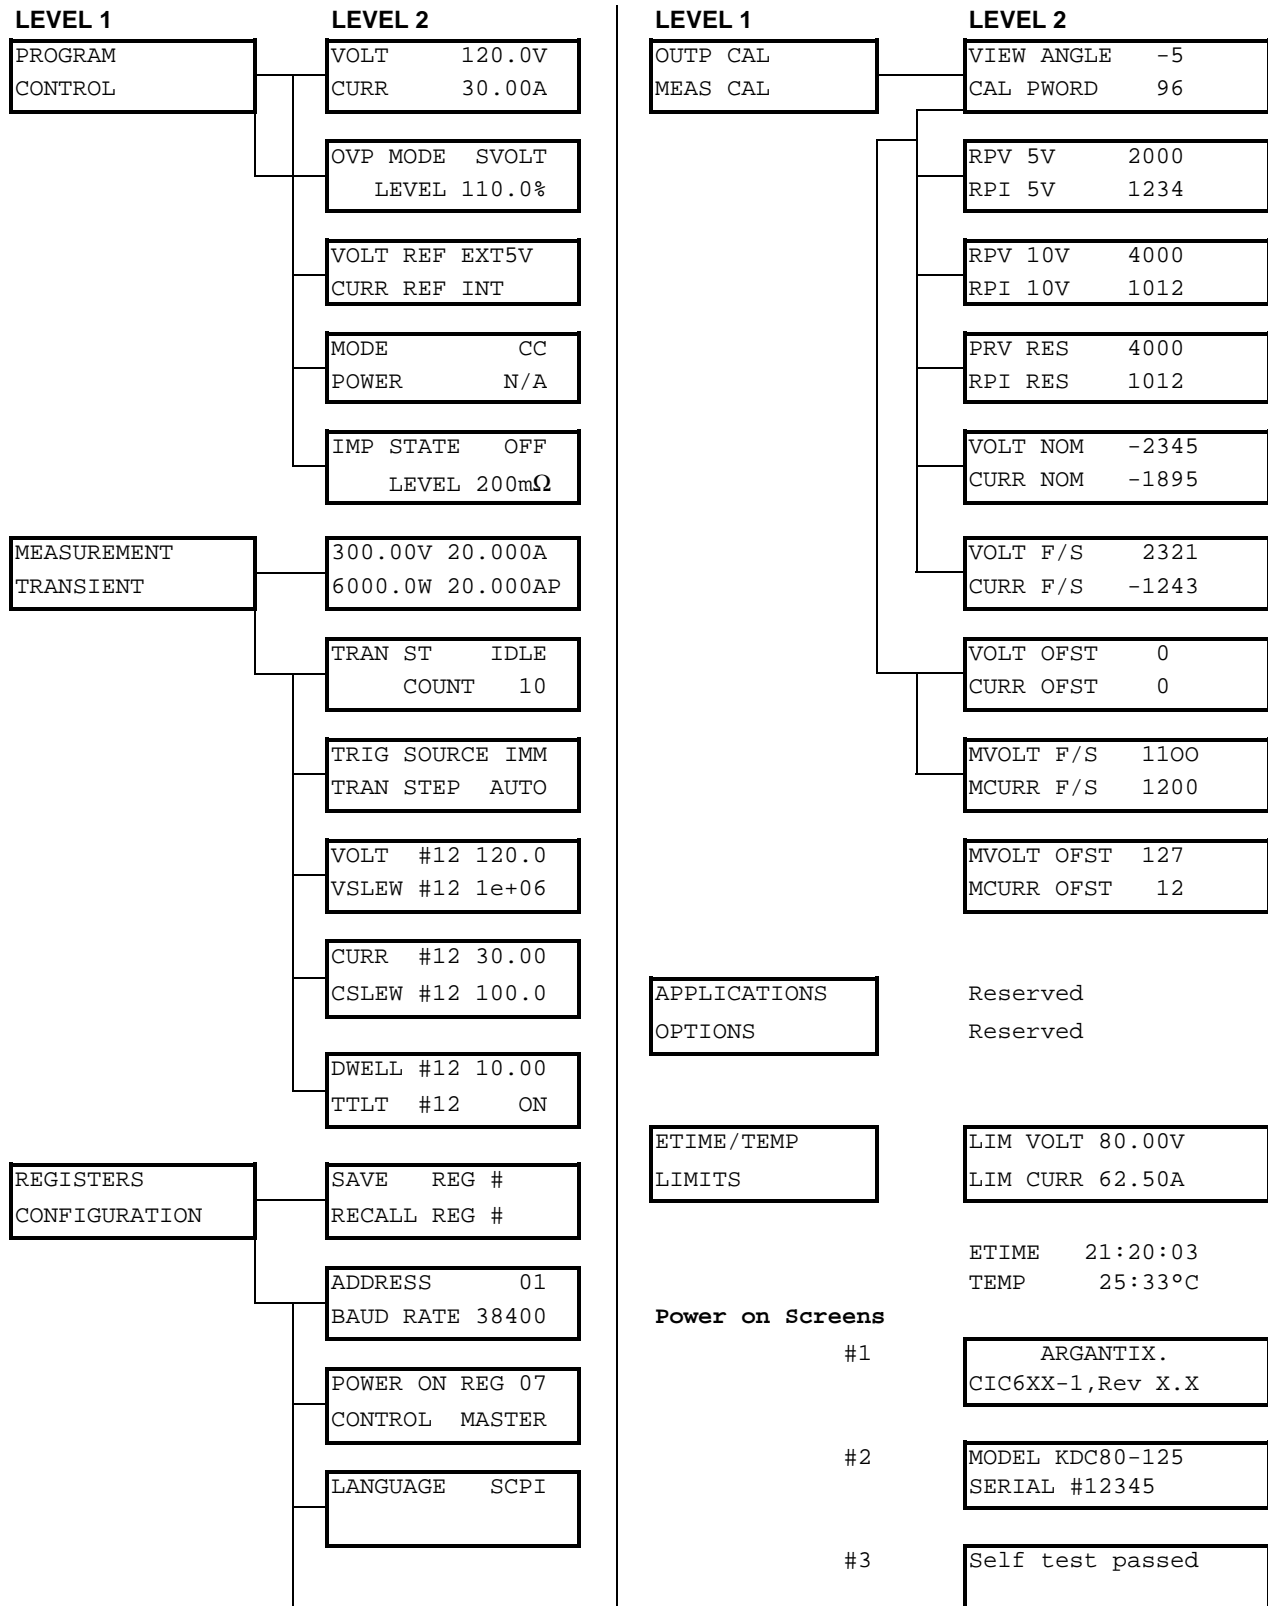 LEVEL 1 LEVEL 2
PROGRAM
CONTROL
VOLT 120.0V
CURR 30.00A
OVP MODE SVOLT
LEVEL 110.0%
VOLT REF EXT5V
CURR REF INT
MODE CC
POWER N/A
IMP STATE OFF
LEVEL 200mΩ
MEASUREMENT
TRANSIENT
300.00V 20.000A
6000.0W 20.000AP
TRAN ST IDLE
COUNT 10
TRIG SOURCE IMM
TRAN STEP AUTO
VOLT #12 120.0
VSLEW #12 1e+06
CURR #12 30.00
CSLEW #12 100.0
DWELL #12 10.00
TTLT #12 ON
REGISTERS
CONFIGURATION
SAVE REG #
RECALL REG #
ADDRESS 01
BAUD RATE 38400
POWER ON REG 07
CONTROL MASTER
LANGUAGE SCPI
LEVEL 1 LEVEL 2
OUTP CAL
MEAS CAL
VIEW ANGLE -5
CAL PWORD 96
RPV 5V 2000
RPI 5V 1234
RPV 10V 4000
RPI 10V 1012
PRV RES 4000
RPI RES 1012
VOLT NOM -2345
CURR NOM -1895
VOLT F/S 2321
CURR F/S -1243
VOLT OFST 0
CURR OFST 0
MVOLT F/S 11OO
MCURR F/S 1200
MVOLT OFST 127
MCURR OFST 12
APPLICATIONS
OPTIONS
Reserved
Reserved
ETIME/TEMP
LIMITS
LIM VOLT 80.00V
LIM CURR 62.50A
ETIME 21:20:03
TEMP 25:33ºC
Power on Screens
#1
ARGANTIX.
CIC6XX-1,Rev X.X
#2
MODEL KDC80-125
SERIAL #12345
#3
Self test passed